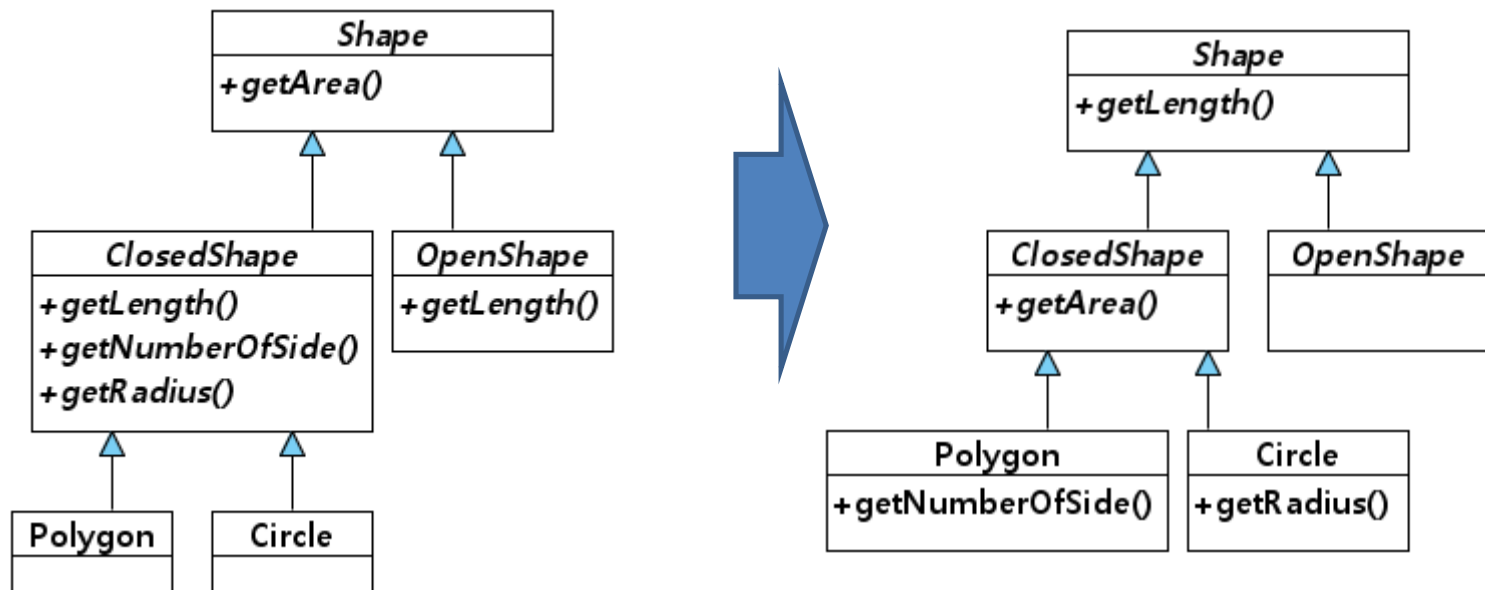 Shape
+getArea()
ClosedShape
+getLength()
+getNumberOfSide()
+getRadius()
OpenShape
+getLength()
Polygon
Circle
Shape
+getLength()
ClosedShape
+getArea()
OpenShape
Polygon
+getNumberOfSide()
Circle
+getRadius()